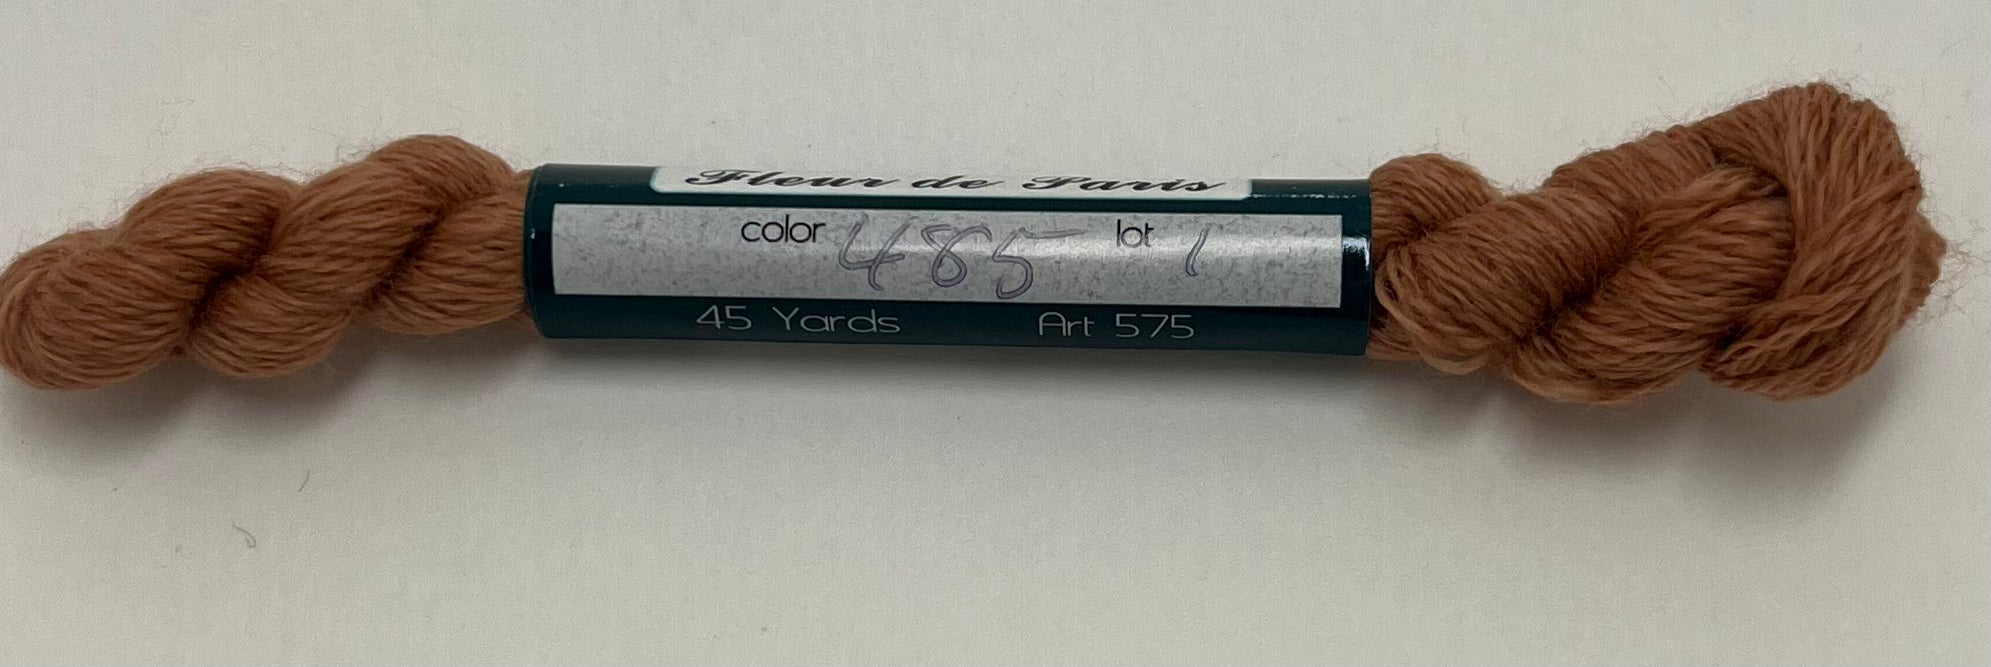 Fleur de Paris
color 485 lot 1
45 Yards Art 575